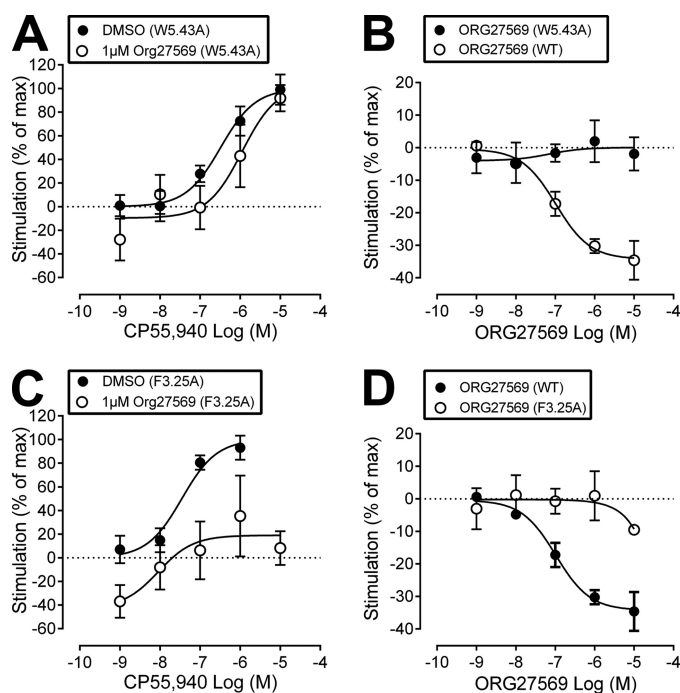 A
DMSO (W5.43A)
1µM Org27569 (W5.43A)
Stimulation (% of max)
120
100
80
60
40
20
0
-20
-40
-60
-10 -9 -8 -7 -6 -5 -4
CP55,940 Log (M)
B
ORG27569 (W5.43A)
ORG27569 (WT)
Stimulation (% of max)
20
10
0
-10
-20
-30
-40
-10 -9 -8 -7 -6 -5 -4
ORG27569 Log (M)
C
DMSO (F3.25A)
1µM Org27569 (F3.25A)
Stimulation (% of max)
120
100
80
60
40
20
0
-20
-40
-60
-10 -9 -8 -7 -6 -5 -4
CP55,940 Log (M)
D
ORG27569 (WT)
ORG27569 (F3.25A)
Stimulation (% of max)
20
10
0
-10
-20
-30
-40
-10 -9 -8 -7 -6 -5 -4
ORG27569 Log (M)